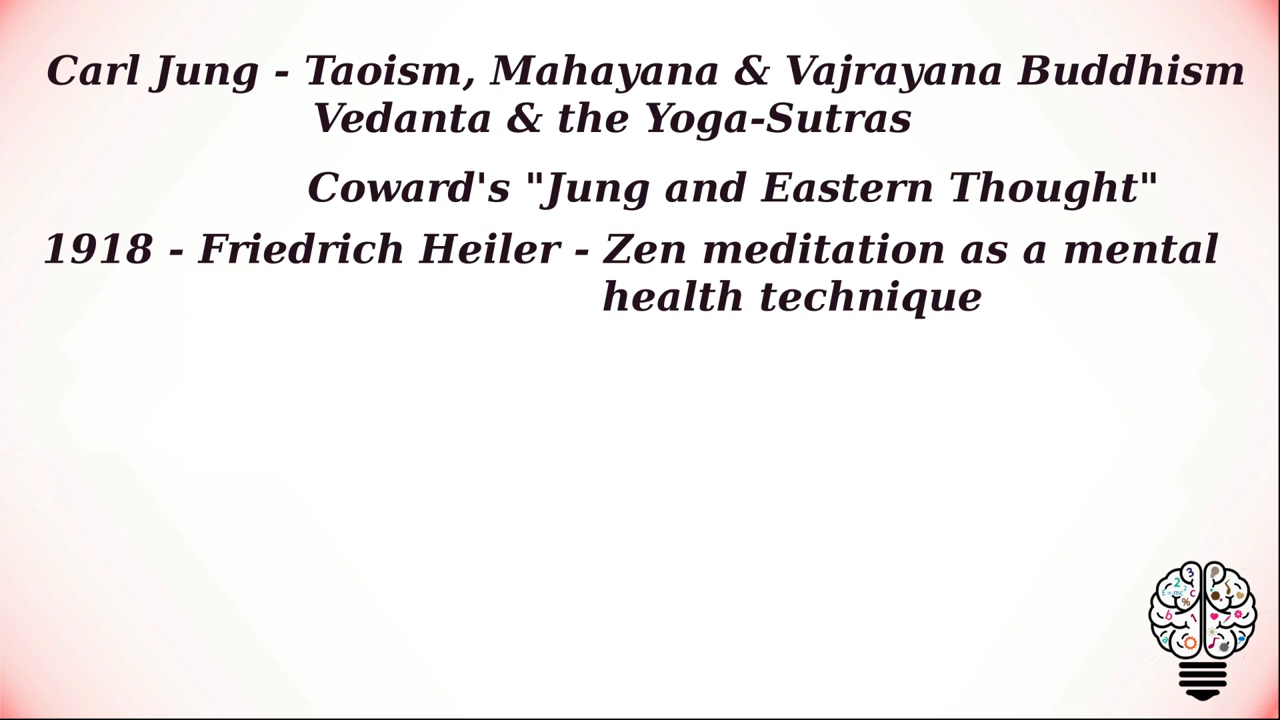 Carl Jung - Taoism, Mahayana & Vajrayana Buddhism
Vedanta & the Yoga-Sutras
Coward's "Jung and Eastern Thought"
1918 - Friedrich Heiler - Zen meditation as a mental
health technique